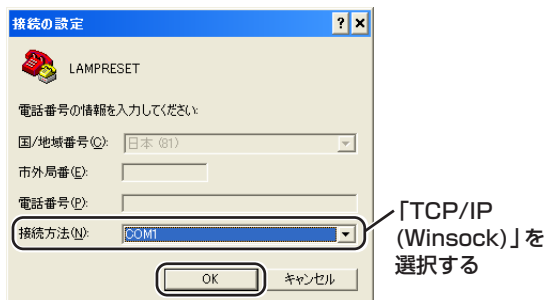 接続の設定
LAMPRESET
電話番号の情報を入力してください:
国/地域番号(C): 日本 (81)
市外局番(E):
電話番号(P):
接続方法(N): COM1
OK キャンセル
「TCP/IP
(Winsock)」を
選択する